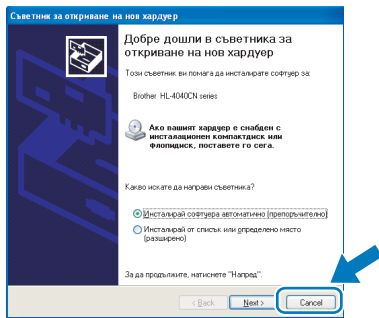 Съветник за откриване на нов хардуер
Добре дошли в съветника за
откриване на нов хардуер
Този съветник ви помага да инсталирате софтуер за:
Brother HL-4040CN series
Ако вашият хардуер е снабден с
инсталационен компактдиск или
флопидиск, поставете го сега.
Какво искате да направи съветника?
Инсталирай софтуера автоматично (препоръчително)
Инсталирай от списък или определено място
(разширено)
За да продължите, натиснете "Напред".
< Back
Next >
Cancel